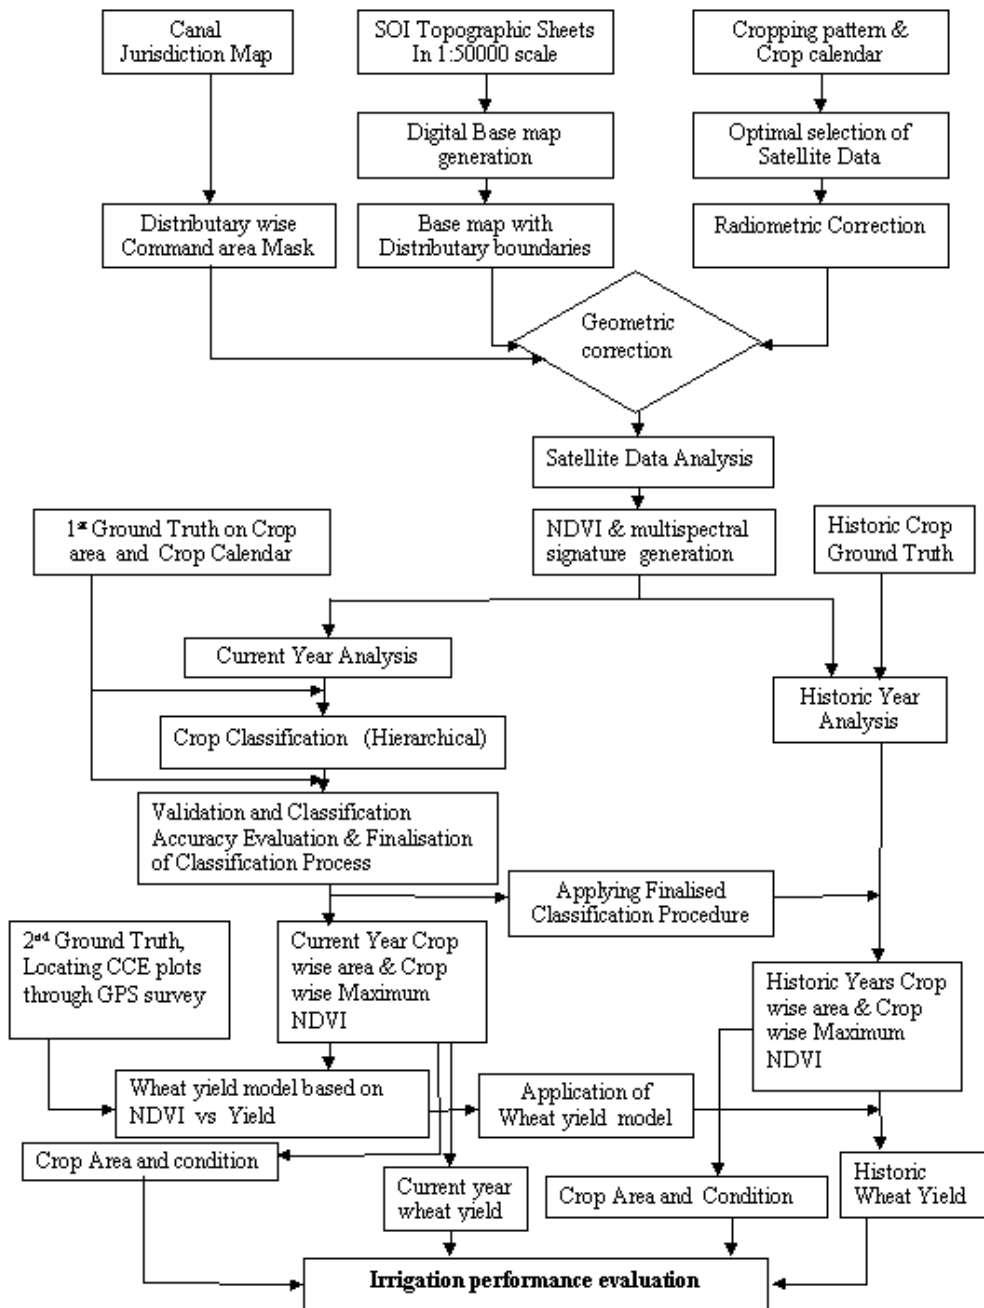 Canal
Jurisdiction Map
SOI Topographic Sheets
In 1:50000 scale
Cropping pattern &
Crop calendar
Digital Base map
generation
Optimal selection of
Satellite Data
Distributary wise
Command area Mask
Base map with
Distributary boundaries
Radiometric Correction
Geometric
correction
Satellite Data Analysis
1st Ground Truth on Crop
area and Crop Calendar
NDVI & multispectral
signature generation
Historic Crop
Ground Truth
Current Year Analysis
Historic Year
Analysis
Crop Classification (Hierarchical)
Validation and Classification
Accuracy Evaluation & Finalisation
of Classification Process
Applying Finalised
Classification Procedure
2nd Ground Truth,
Locating CCE plots
through GPS survey
Current Year Crop
wise area & Crop
wise Maximum
NDVI
Historic Years Crop
wise area & Crop
wise Maximum
NDVI
Wheat yield model based on
NDVI vs Yield
Application of
Wheat yield model
Crop Area and condition
Current year
wheat yield
Crop Area and Condition
Historic
Wheat Yield
Irrigation performance evaluation